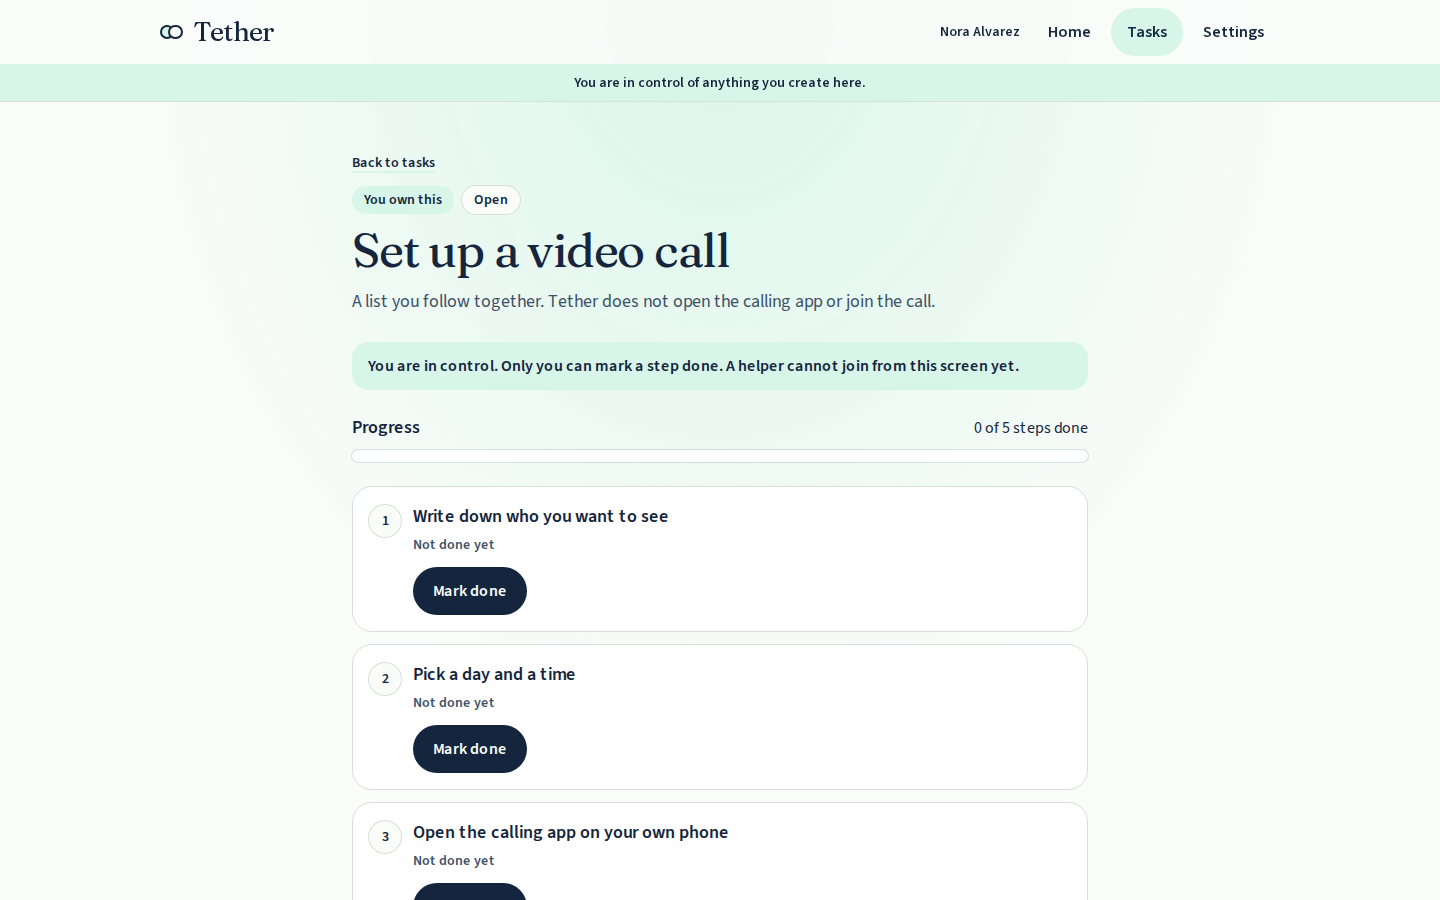 Tether
Nora Alvarez
Home
Tasks
Settings
You are in control of anything you create here.
Back to tasks
You own this
Open
Set up a video call
A list you follow together. Tether does not open the calling app or join the call.
You are in control. Only you can mark a step done. A helper cannot join from this screen yet.
Progress
0 of 5 steps done
1
Write down who you want to see
Not done yet
Mark done
2
Pick a day and a time
Not done yet
Mark done
3
Open the calling app on your own phone
Not done yet